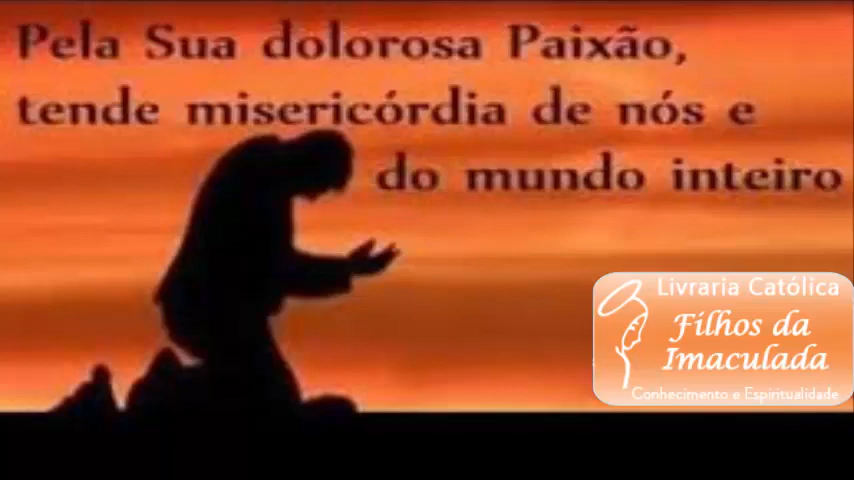 Pela Sua dolorosa Paixão,
tende misericórdia de nós e
do mundo inteiro
Livraria Católica
Filhos da
Imaculada
Conhecimento e Espiritualidade